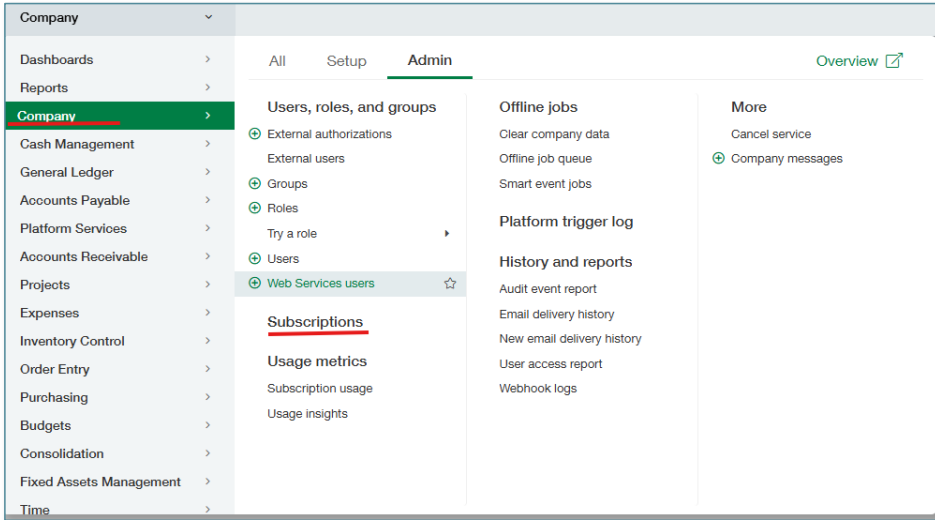 Company
Dashboards
Reports
Company
Cash Management
General Ledger
Accounts Payable
Platform Services
Accounts Receivable
Projects
Expenses
Inventory Control
Order Entry
Purchasing
Budgets
Consolidation
Fixed Assets Management
Time
All Setup Admin
Overview
Users, roles, and groups
External authorizations
External users
Groups
Roles
Try a role
Users
Web Services users
Subscriptions
Usage metrics
Subscription usage
Usage insights
Offline jobs
Clear company data
Offline job queue
Smart event jobs
Platform trigger log
History and reports
Audit event report
Email delivery history
New email delivery history
User access report
Webhook logs
More
Cancel service
Company messages